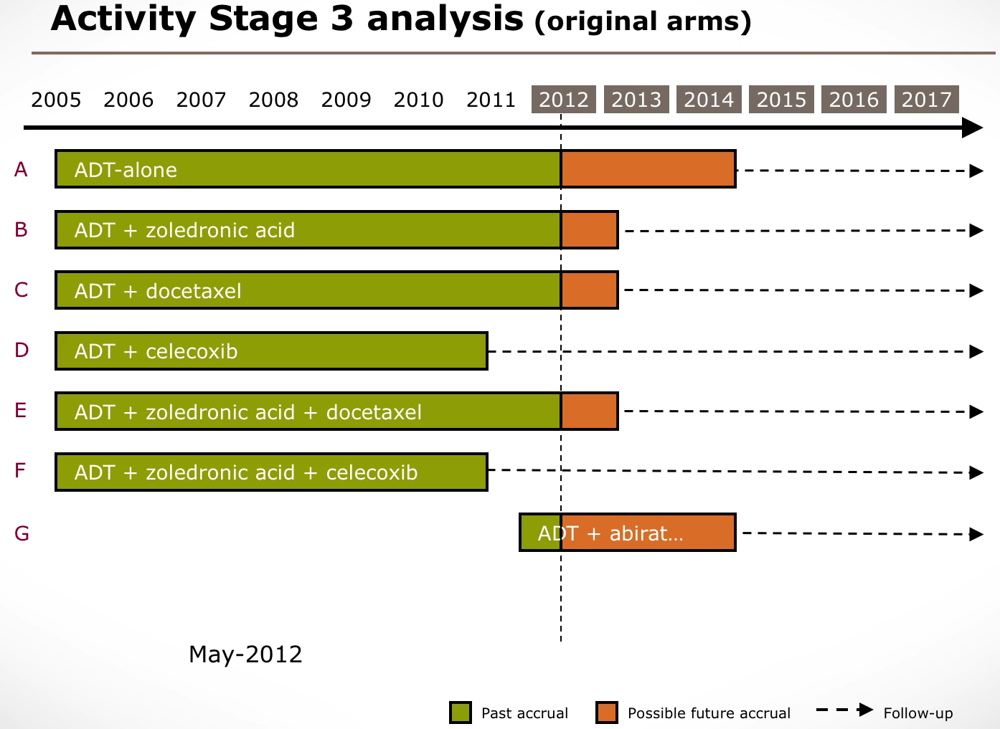 Activity Stage 3 analysis (original arms)
2005 2006 2007 2008 2009 2010 2011 2012 2013 2014 2015 2016 2017
A ADT-alone
B ADT + zoledronic acid
C ADT + docetaxel
D ADT + celecoxib
E ADT + zoledronic acid + docetaxel
F ADT + zoledronic acid + celecoxib
G ADT + abirat...
May-2012
Past accrual Possible future accrual Follow-up